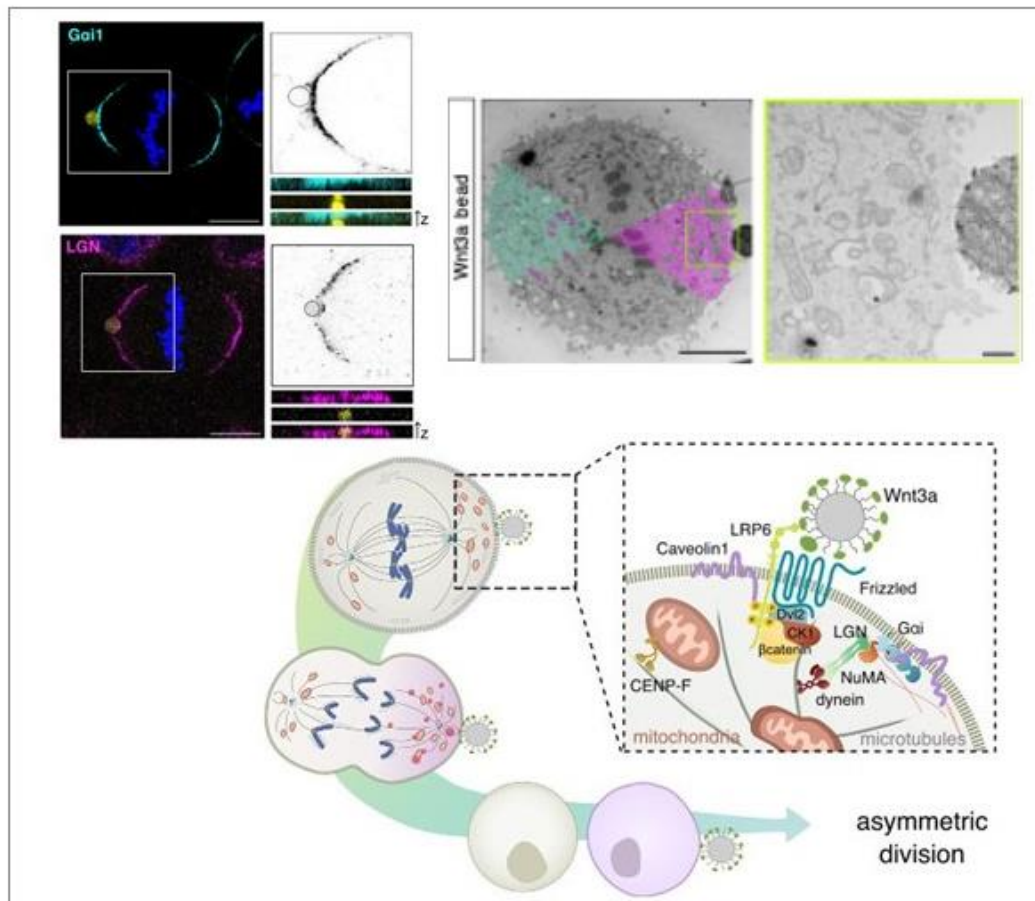 Gαi1
↑z
LGN
↑z
Wnt3a bead
Wnt3a
LRP6
Caveolin1
Frizzled
Dvl2
CK1
βcatenin
LGN
Gαi
NuMA
CENP-F
dynein
mitochondria
microtubules
asymmetric
division